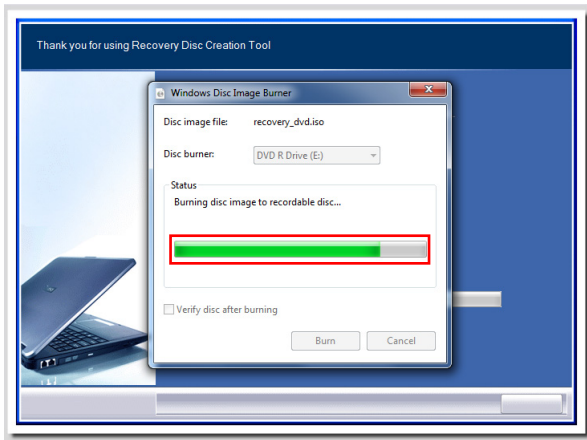 Thank you for using Recovery Disc Creation Tool
Windows Disc Image Burner
Disc image file: recovery_dvd.iso
Disc burner: DVD R Drive (E:)
Status
Burning disc image to recordable disc...
Verify disc after burning
Burn Cancel